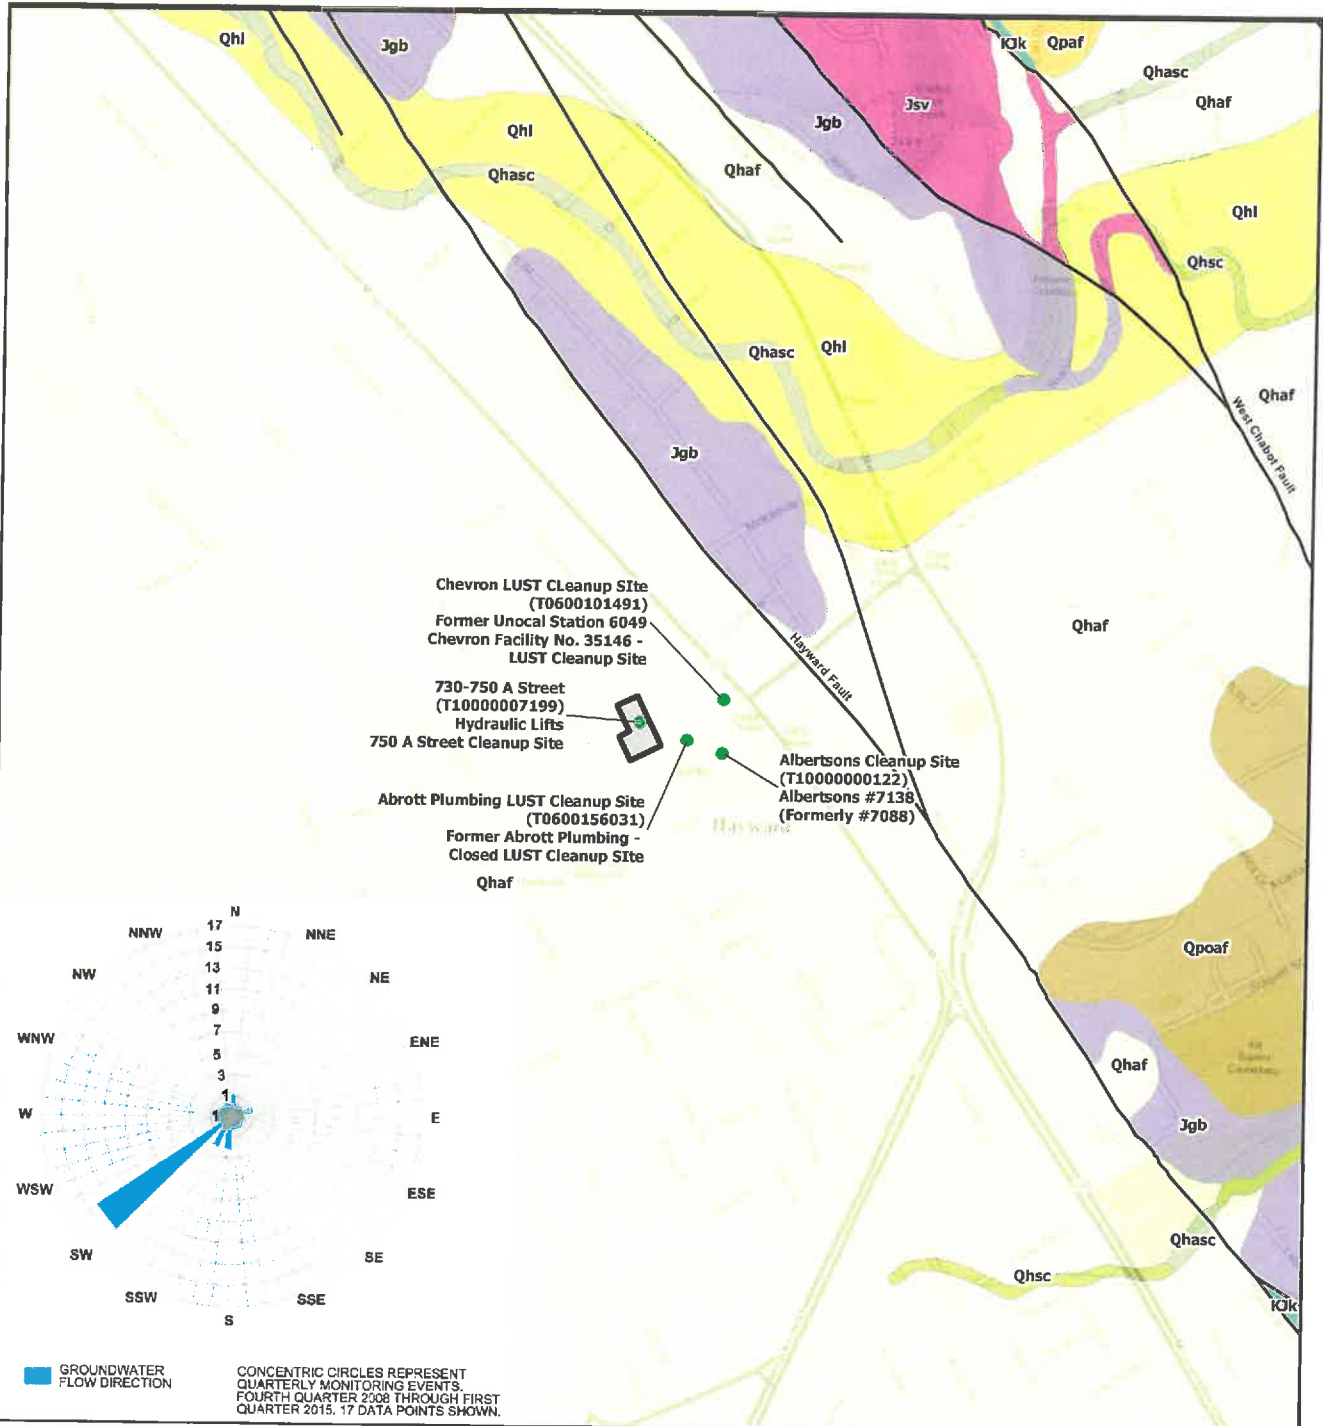 Qhl
Jgb
KJk
Qpaf
Qhasc
Qhaf
Jsv
Jgb
Qhl
Qhaf
Qhasc
Qhl
Qhsc
Qhasc
Qhl
Qhaf
West Chabot Fault
Jgb
Chevron LUST CLeanup SIte
(T0600101491)
Former Unocal Station 6049
Chevron Facility No. 35146 -
LUST Cleanup Site
Qhaf
Hayward Fault
730-750 A Street
(T10000007199)
Hydraulic Lifts
750 A Street Cleanup Site
Albertsons Cleanup Site
(T10000000122)
Albertsons #7138
(Formerly #7088)
Abrott Plumbing LUST Cleanup Site
(T0600156031)
Former Abrott Plumbing -
Closed LUST Cleanup SIte
Hayward
Qhaf
Qpoaf
Qhaf
Jgb
Qhasc
Qhsc
KJk
N
NNW
17
NNE
15
NW
13
NE
11
9
WNW
7
ENE
5
3
1
W
1
E
WSW
ESE
SW
SE
SSW
SSE
S
GROUNDWATER
FLOW DIRECTION
CONCENTRIC CIRCLES REPRESENT
QUARTERLY MONITORING EVENTS.
FOURTH QUARTER 2008 THROUGH FIRST
QUARTER 2015. 17 DATA POINTS SHOWN.